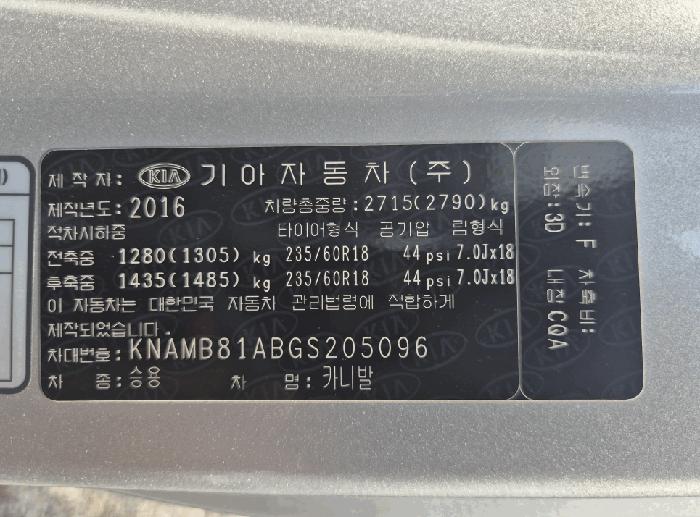 제작자: KIA 기아자동차(주)
제작년도: 2016 차량총중량: 2715(2790)kg
적차시하중 타이어형식 공기압 림형식
전축중 1280(1305) kg 235/60R18 44 psi 7.0Jx18
후축중 1435(1485) kg 235/60R18 44 psi 7.0Jx18
이 자동차는 대한민국 자동차 관리법령에 적합하게
제작되었습니다.
차대번호: KNAMB81ABGS205096
차 종: 승용 차 명: 카니발
변속기: F 차축비:
외장: 3D 내장 CQA